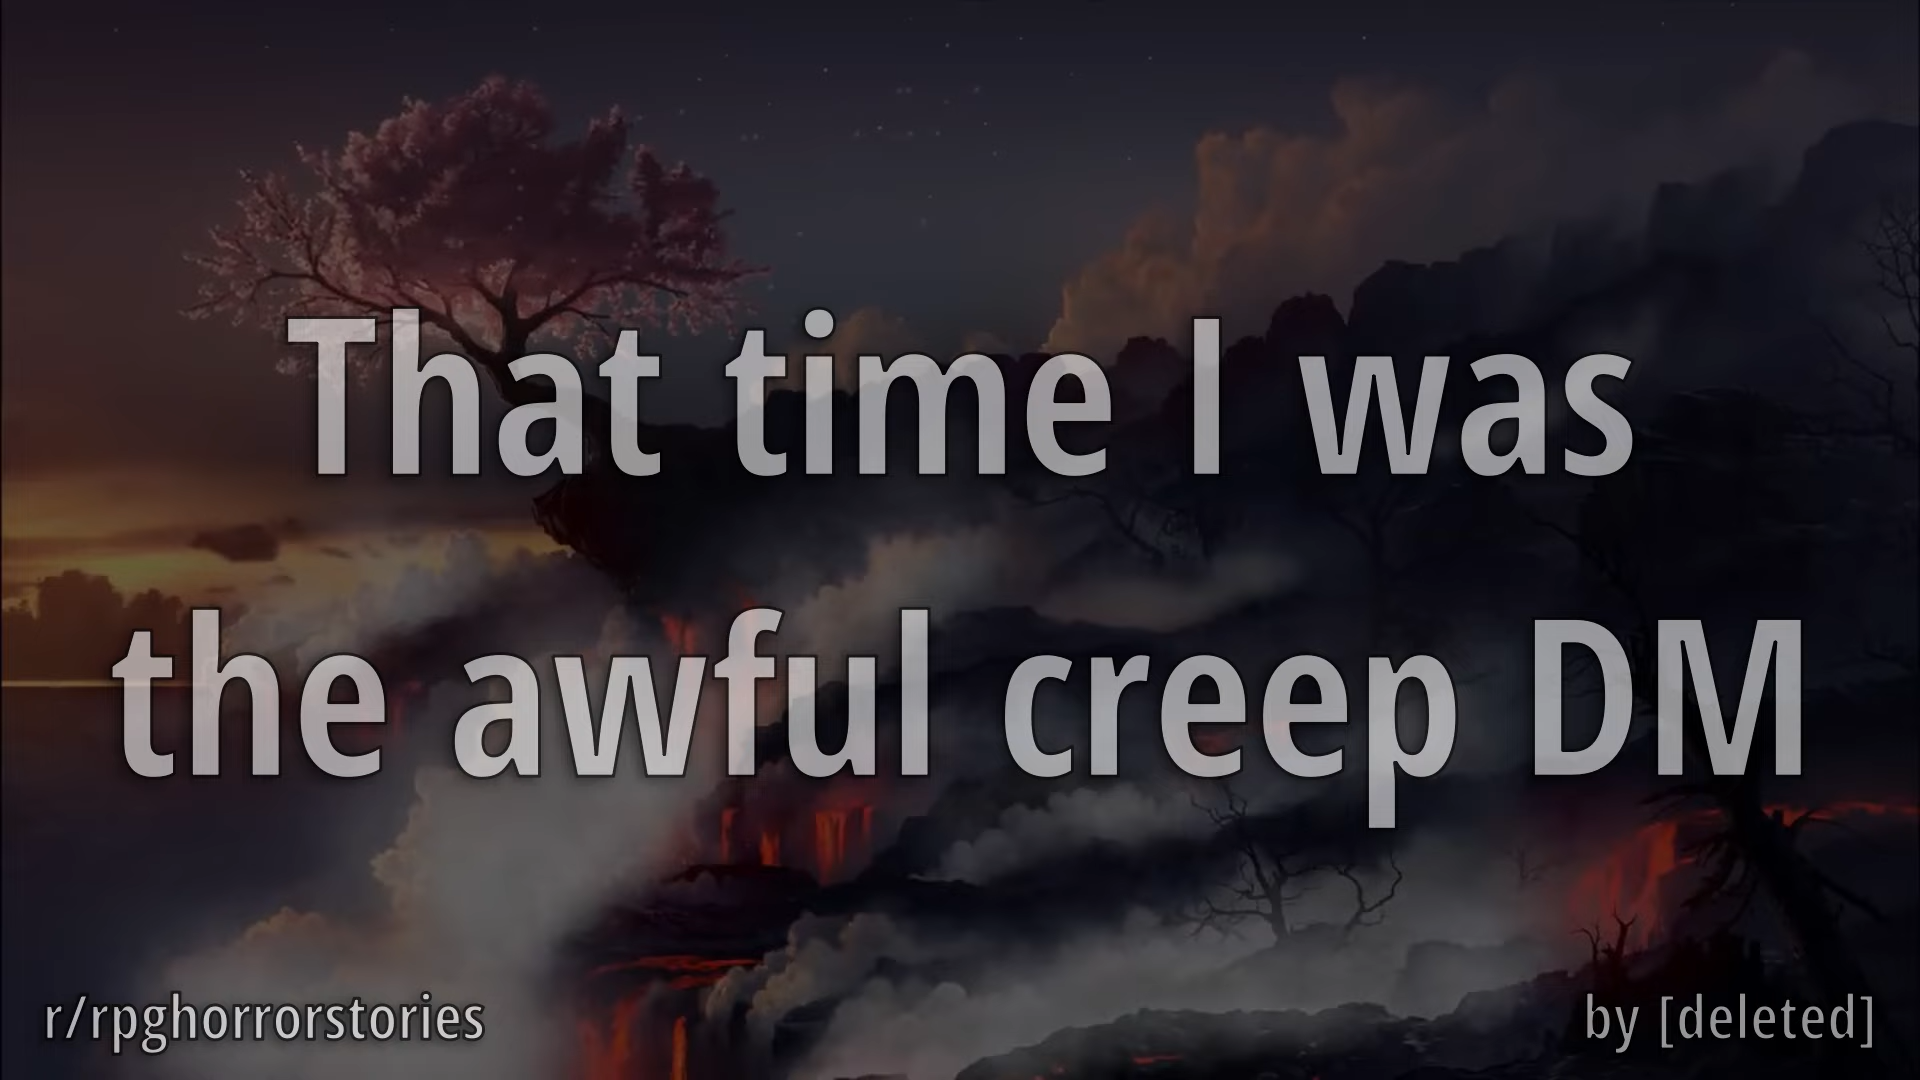 That time I was
the awful creep DM
r/rpghorrorstories
by [deleted]